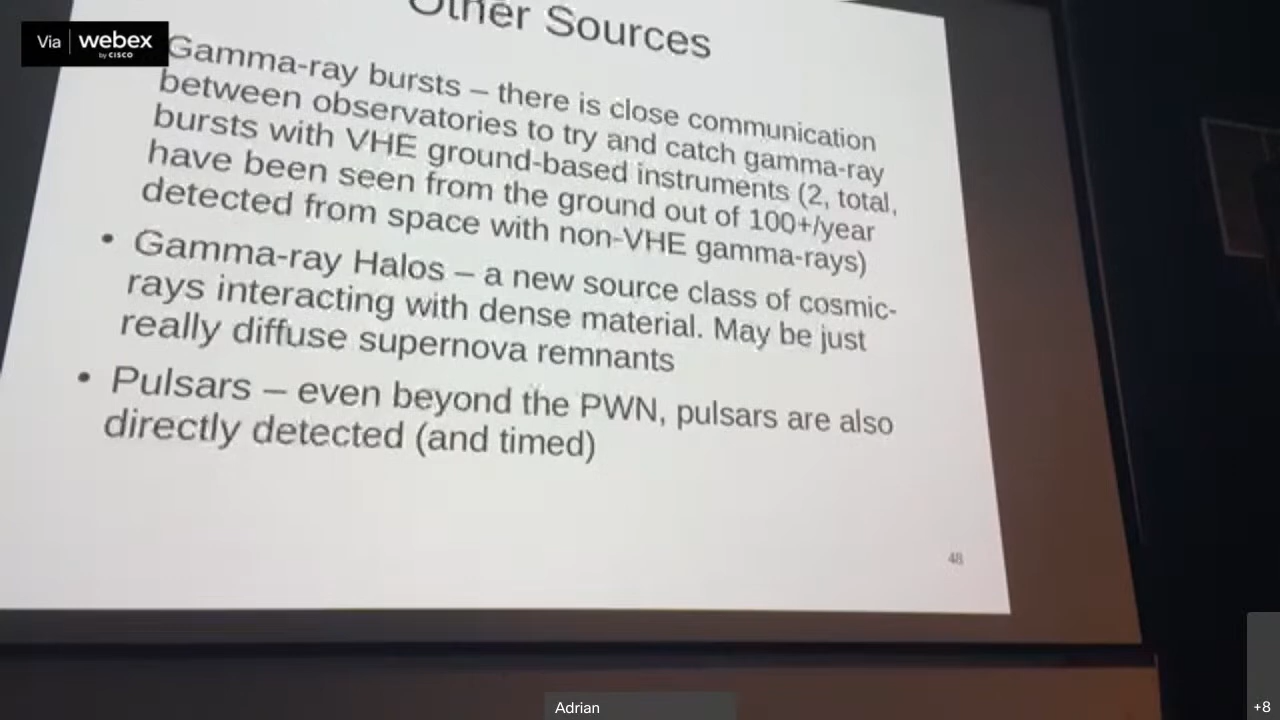 Via webex
by CISCO
Other Sources
Gamma-ray bursts – there is close communication
between observatories to try and catch gamma-ray
bursts with VHE ground-based instruments (2, total,
have been seen from the ground out of 100+/year
detected from space with non-VHE gamma-rays)
• Gamma-ray Halos – a new source class of cosmic-
rays interacting with dense material. May be just
really diffuse supernova remnants
• Pulsars – even beyond the PWN, pulsars are also
directly detected (and timed)
48
Adrian
+8